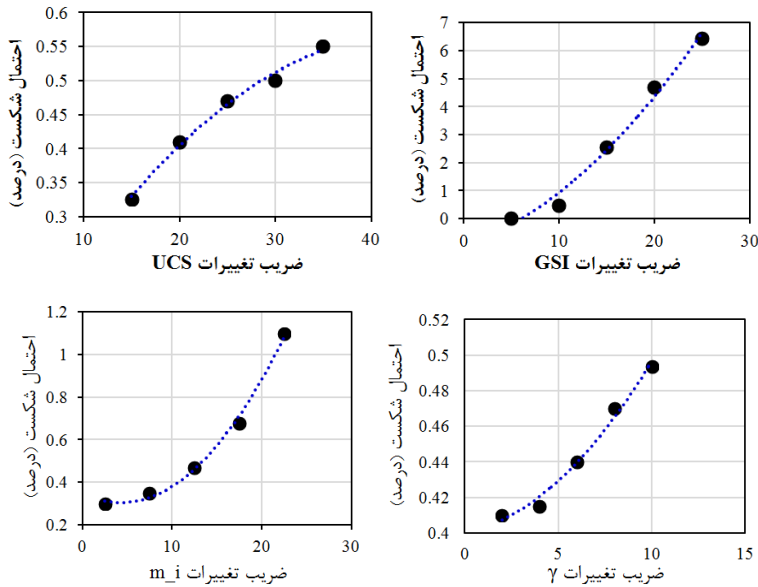 احتمال شکست (درصد)
0.6
0.55
0.5
0.45
0.4
0.35
0.3
10 20 30 40
ضریب تغییرات UCS
احتمال شکست (درصد)
7
6
5
4
3
2
1
0
0 10 20 30
ضریب تغییرات GSI
احتمال شکست (درصد)
1.2
1
0.8
0.6
0.4
0.2
0 10 20 30
ضریب تغییرات m_i
احتمال شکست (درصد)
0.52
0.5
0.48
0.46
0.44
0.42
0.4
0 5 10 15
ضریب تغییرات γ